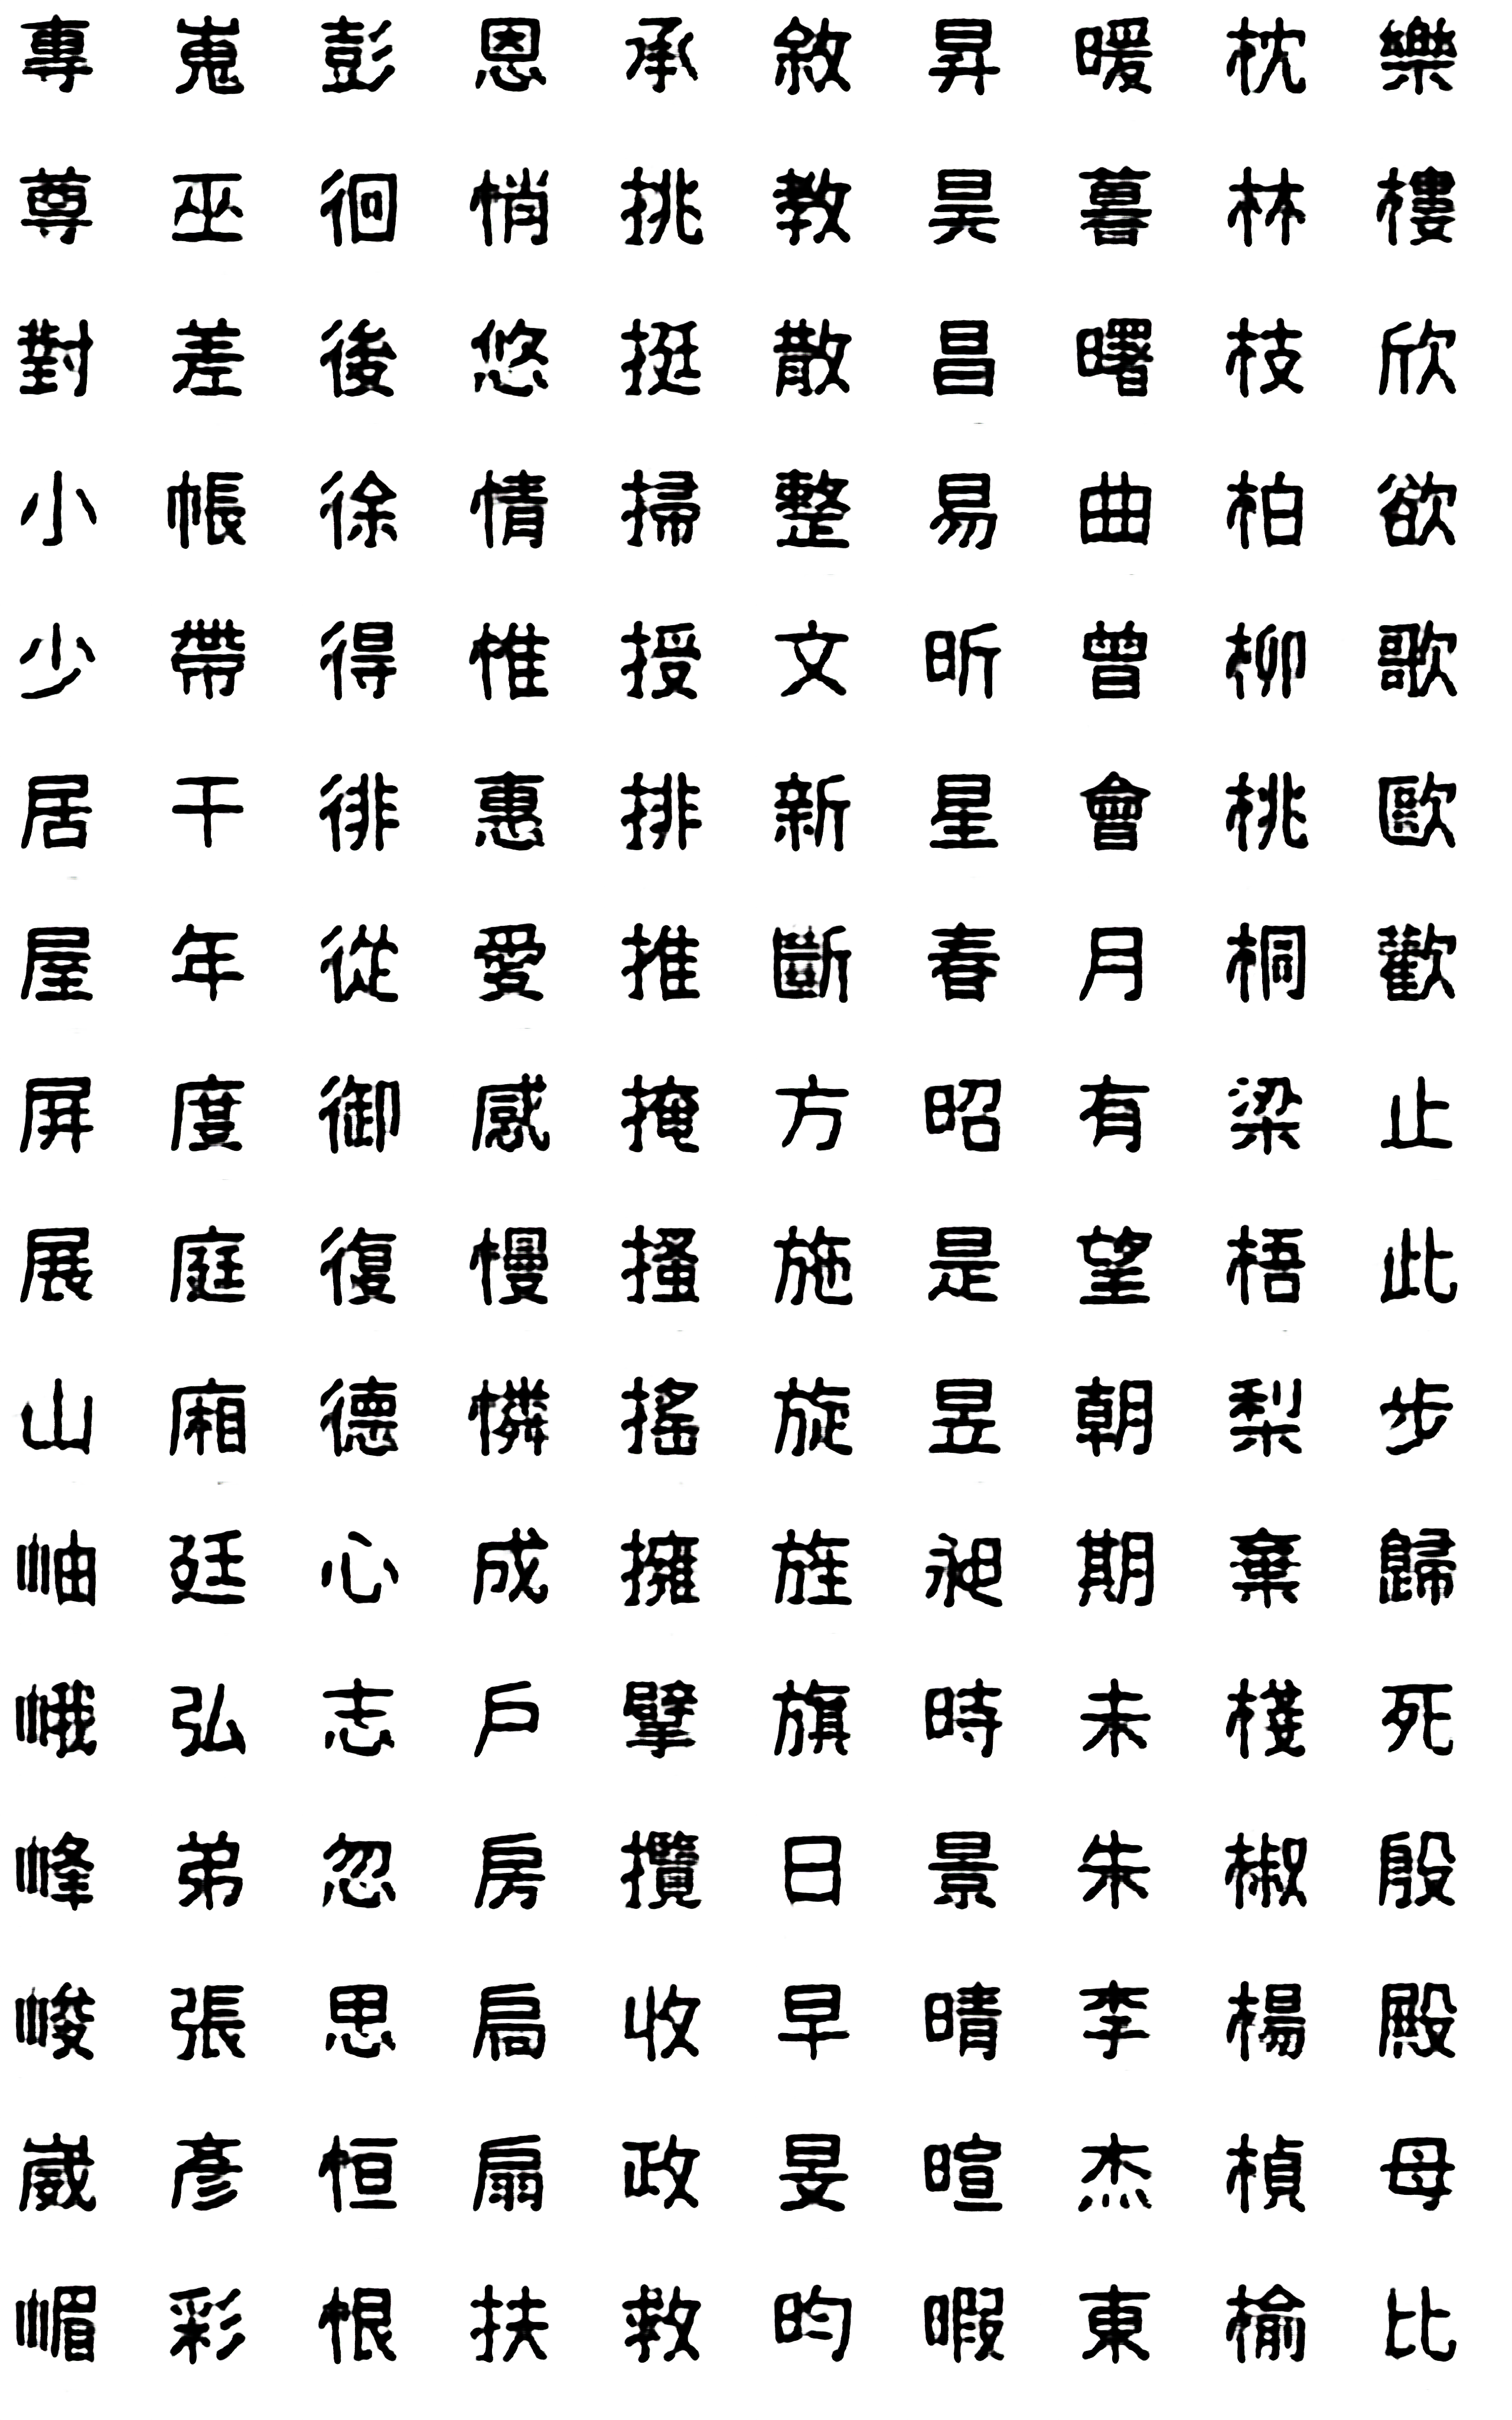 專嵬彭恩承敘昇暖枕樂
尊巫徊悄挑教昊暮林樓
對差後悠挺散昌曙枝欣
小帳徐情掃整易曲柏欲
少帶得惟授文昕曾柳歌
居干徘惠排新星會桃歐
屋年從愛推斷春月桐歡
屏度御感掩方昭有梁止
展庭復慢搔施是望梧此
山廂德憐搖旋昱朝梨步
岫廷心成擁旌昶期棄歸
峨弘志戶擘旗時未棧死
峰弟忽房攬日景朱椒殷
峻張思扃收早晴李楊殿
崴彥恒扇政旻暄杰楨母
嵋彩恨扶救昀暇東榆比